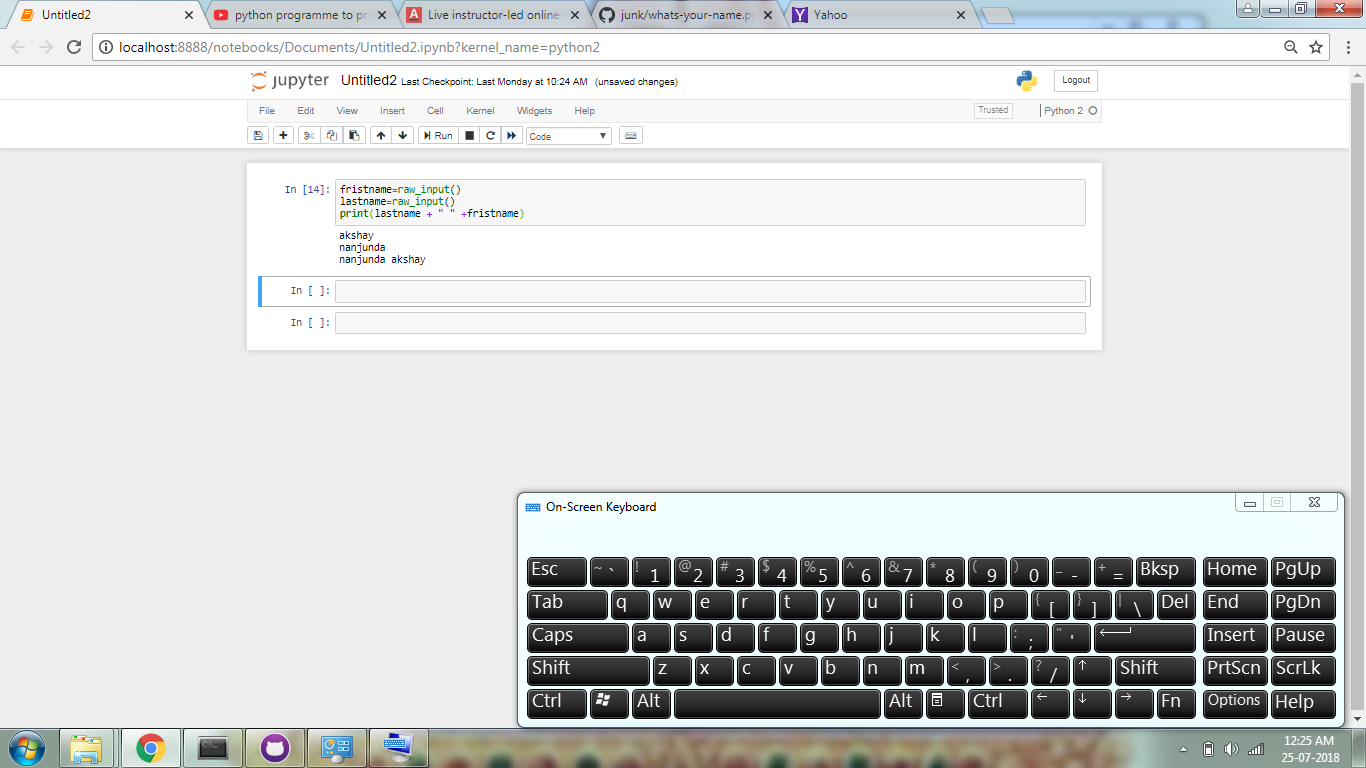 Untitled2
python programme to pri
Live instructor-led online
junk/whats-your-name.py
Yahoo
localhost:8888/notebooks/Documents/Untitled2.ipynb?kernel_name=python2
jupyter Untitled2 Last Checkpoint: Last Monday at 10:24 AM (unsaved changes)
Logout
File Edit View Insert Cell Kernel Widgets Help
Trusted
Python 2
Run
Code
In [14]: fristname=raw_input()
lastname=raw_input()
print(lastname + " " +fristname)
akshay
nanjunda
nanjunda akshay
In [ ]:
In [ ]:
On-Screen Keyboard
Esc ~ ` ! 1 @ 2 # 3 $ 4 % 5 ^ 6 & 7 * 8 ( 9 ) 0 _ - + = Bksp Home PgUp
Tab q w e r t y u i o p { [ } ] | \ Del End PgDn
Caps a s d f g h j k l : ; " ' Insert Pause
Shift z x c v b n m < , > . ? / ↑ Shift PrtScn ScrLk
Ctrl Alt Alt Ctrl ← ↓ → Fn Options Help
12:25 AM
25-07-2018